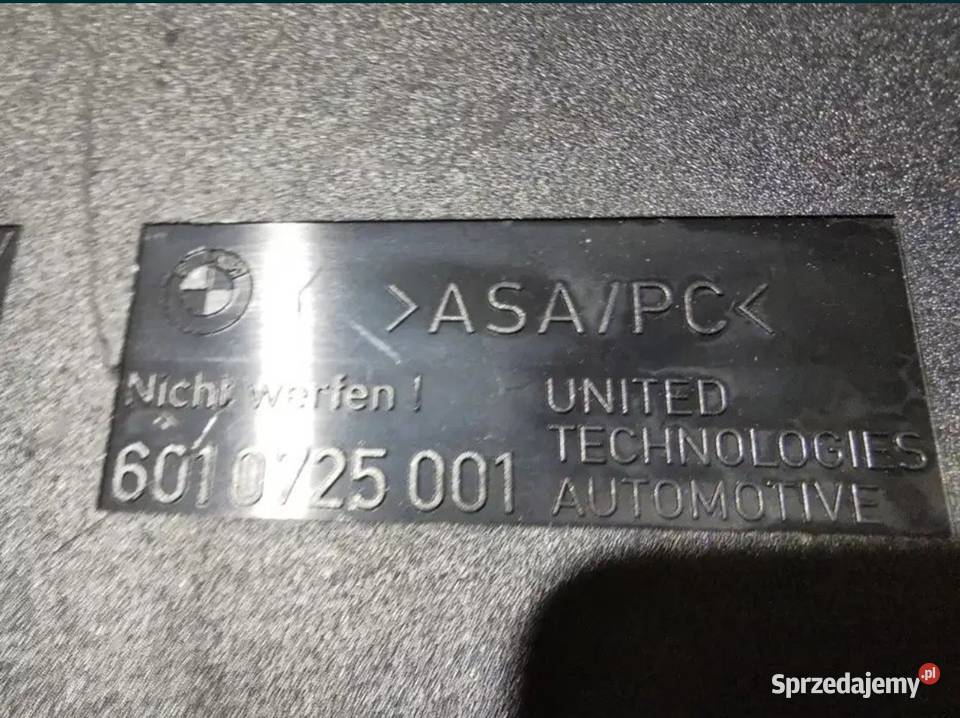 >ASA/PC<
Nicht werfen !
6010725 001
UNITED
TECHNOLOGIES
AUTOMOTIVE
Sprzedajemy.pl